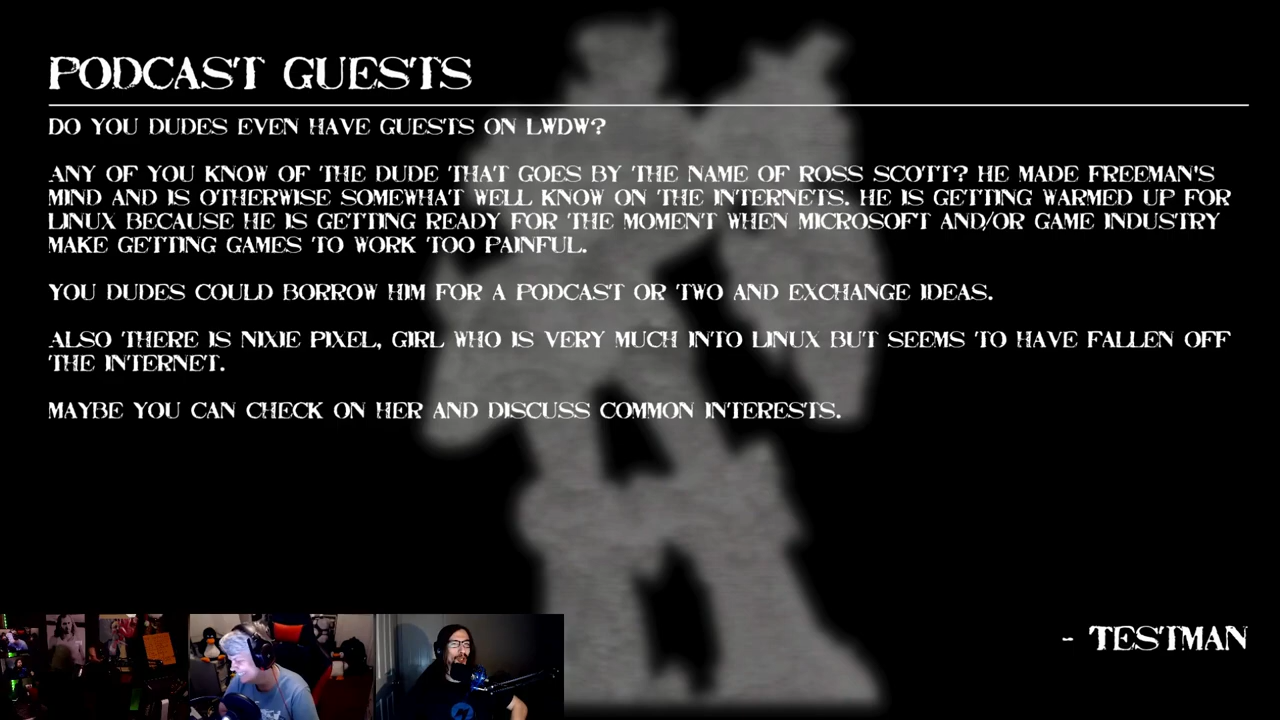 PODCAST GUESTS
DO YOU DUDES EVEN HAVE GUESTS ON LWDW?
ANY OF YOU KNOW OF THE DUDE THAT GOES BY THE NAME OF ROSS SCOTT? HE MADE FREEMAN'S
MIND AND IS OTHERWISE SOMEWHAT WELL KNOW ON THE INTERNETS. HE IS GETTING WARMED UP FOR
LINUX BECAUSE HE IS GETTING READY FOR THE MOMENT WHEN MICROSOFT AND/OR GAME INDUSTRY
MAKE GETTING GAMES TO WORK TOO PAINFUL.
YOU DUDES COULD BORROW HIM FOR A PODCAST OR TWO AND EXCHANGE IDEAS.
ALSO THERE IS NIXIE PIXEL, GIRL WHO IS VERY MUCH INTO LINUX BUT SEEMS TO HAVE FALLEN OFF
THE INTERNET.
MAYBE YOU CAN CHECK ON HER AND DISCUSS COMMON INTERESTS.
- TESTMAN